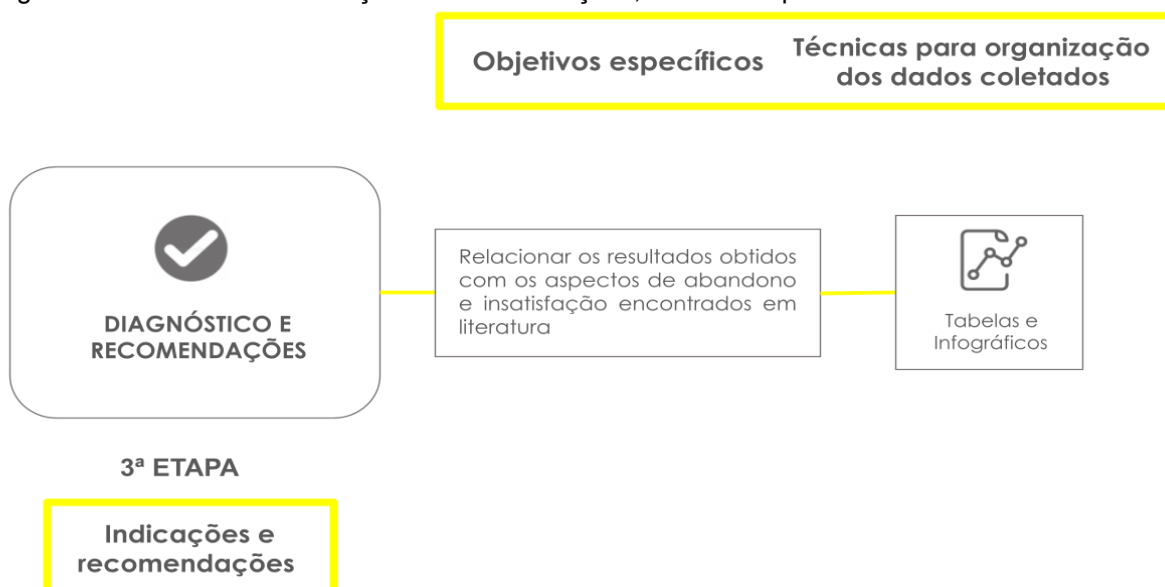 Objetivos específicos
Técnicas para organização
dos dados coletados
DIAGNÓSTICO E
RECOMENDAÇÕES
Relacionar os resultados obtidos
com os aspectos de abandono
e insatisfação encontrados em
literatura
Tabelas e
Infográficos
3ª ETAPA
Indicações e
recomendações